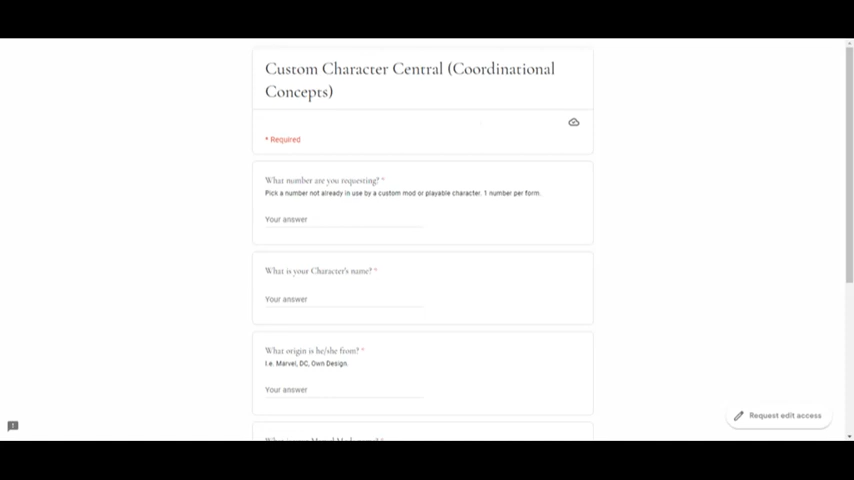 Custom Character Central (Coordinational
Concepts)
* Required
What number are you requesting? *
Pick a number not already in use by a custom mod or playable character. 1 number per form.
Your answer
What is your Character's name? *
Your answer
What origin is he/she from? *
I.e. Marvel, DC, Own Design.
Your answer
Request edit access